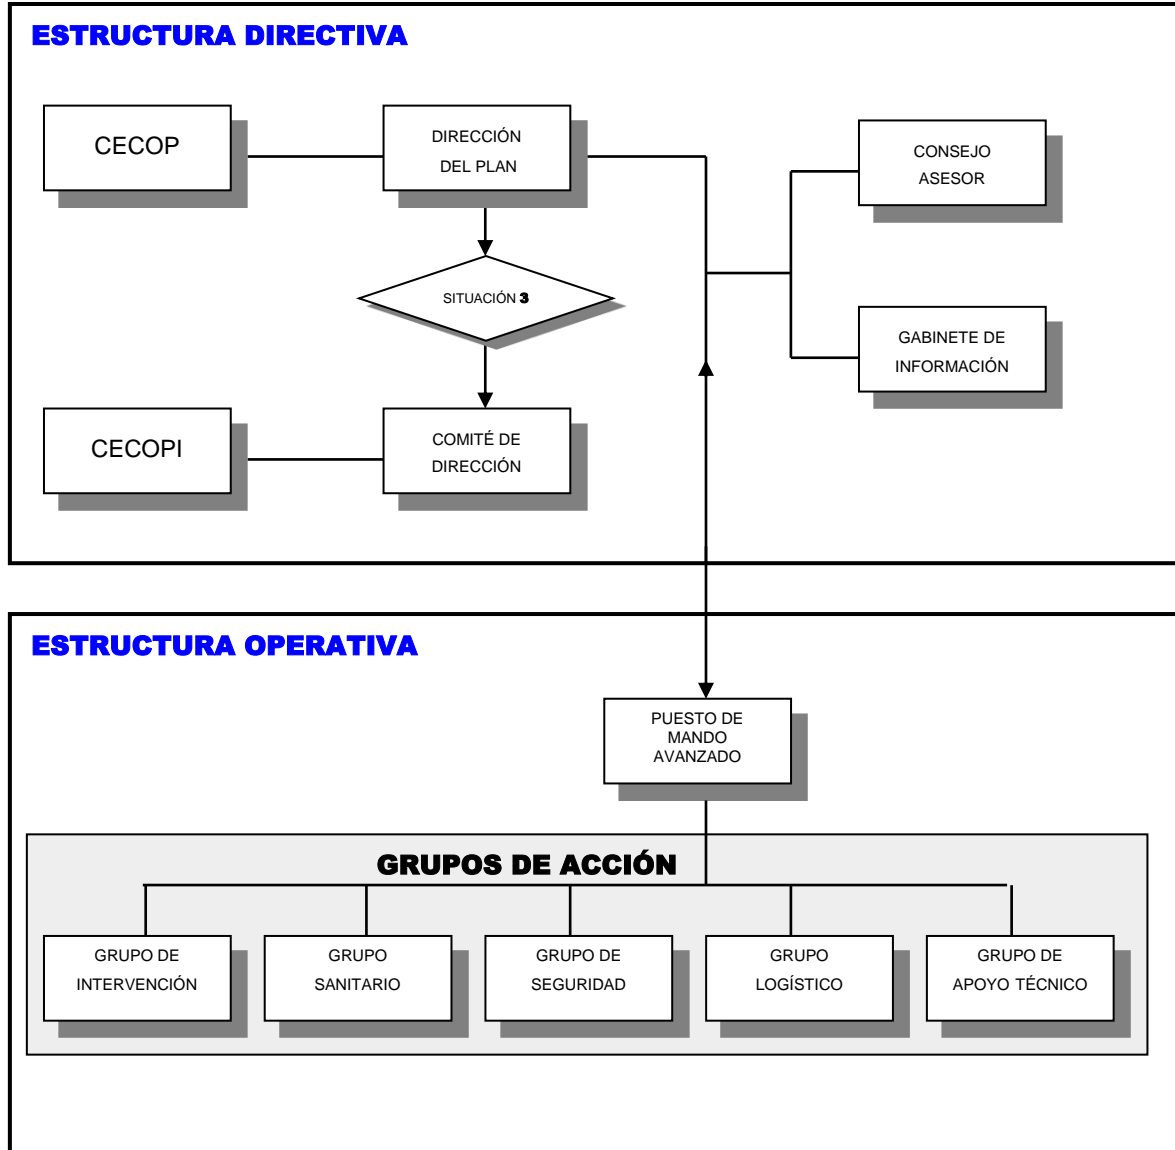 ESTRUCTURA DIRECTIVA
CECOP
DIRECCIÓN
DEL PLAN
CONSEJO
ASESOR
SITUACIÓN 3
GABINETE DE
INFORMACIÓN
CECOPI
COMITÉ DE
DIRECCIÓN
ESTRUCTURA OPERATIVA
PUESTO DE
MANDO
AVANZADO
GRUPOS DE ACCIÓN
GRUPO DE
INTERVENCIÓN
GRUPO
SANITARIO
GRUPO DE
SEGURIDAD
GRUPO
LOGÍSTICO
GRUPO DE
APOYO TÉCNICO